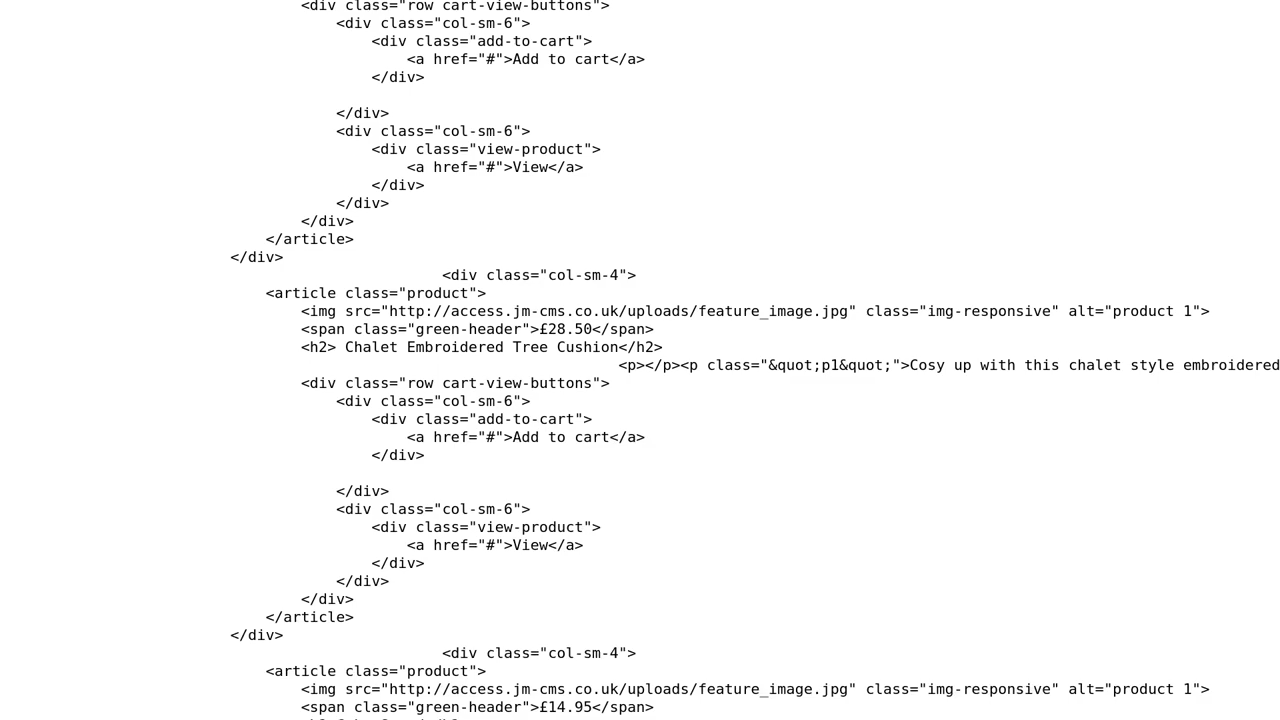 <div class="row cart-view-buttons">
<div class="col-sm-6">
<div class="add-to-cart">
<a href="#">Add to cart</a>
</div>
</div>
<div class="col-sm-6">
<div class="view-product">
<a href="#">View</a>
</div>
</div>
</div>
</article>
</div>
<div class="col-sm-4">
<article class="product">
<img src="http://access.jm-cms.co.uk/uploads/feature_image.jpg" class="img-responsive" alt="product 1">
<span class="green-header">£28.50</span>
<h2> Chalet Embroidered Tree Cushion</h2>
<p></p><p class="&quot;p1&quot;">Cosy up with this chalet style embroidered
<div class="row cart-view-buttons">
<div class="col-sm-6">
<div class="add-to-cart">
<a href="#">Add to cart</a>
</div>
</div>
<div class="col-sm-6">
<div class="view-product">
<a href="#">View</a>
</div>
</div>
</div>
</article>
</div>
<div class="col-sm-4">
<article class="product">
<img src="http://access.jm-cms.co.uk/uploads/feature_image.jpg" class="img-responsive" alt="product 1">
<span class="green-header">£14.95</span>